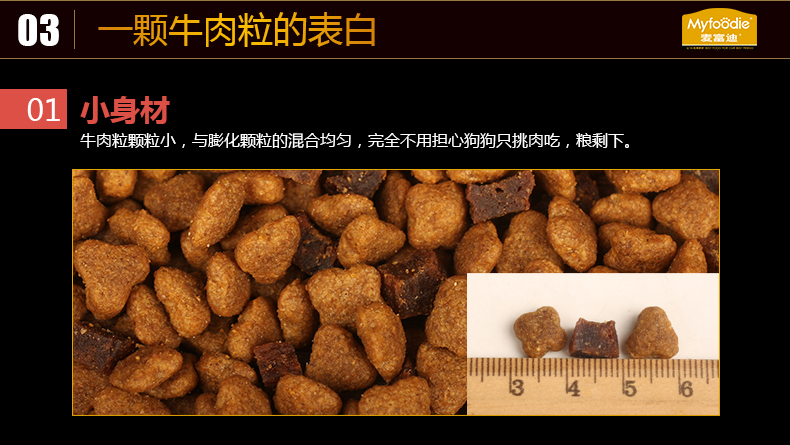 03
一颗牛肉粒的表白
Myfoodie
麦富迪
01
小身材
牛肉粒颗粒小，与膨化颗粒的混合均匀，完全不用担心狗狗只挑肉吃，粮剩下。
3 4 5 6